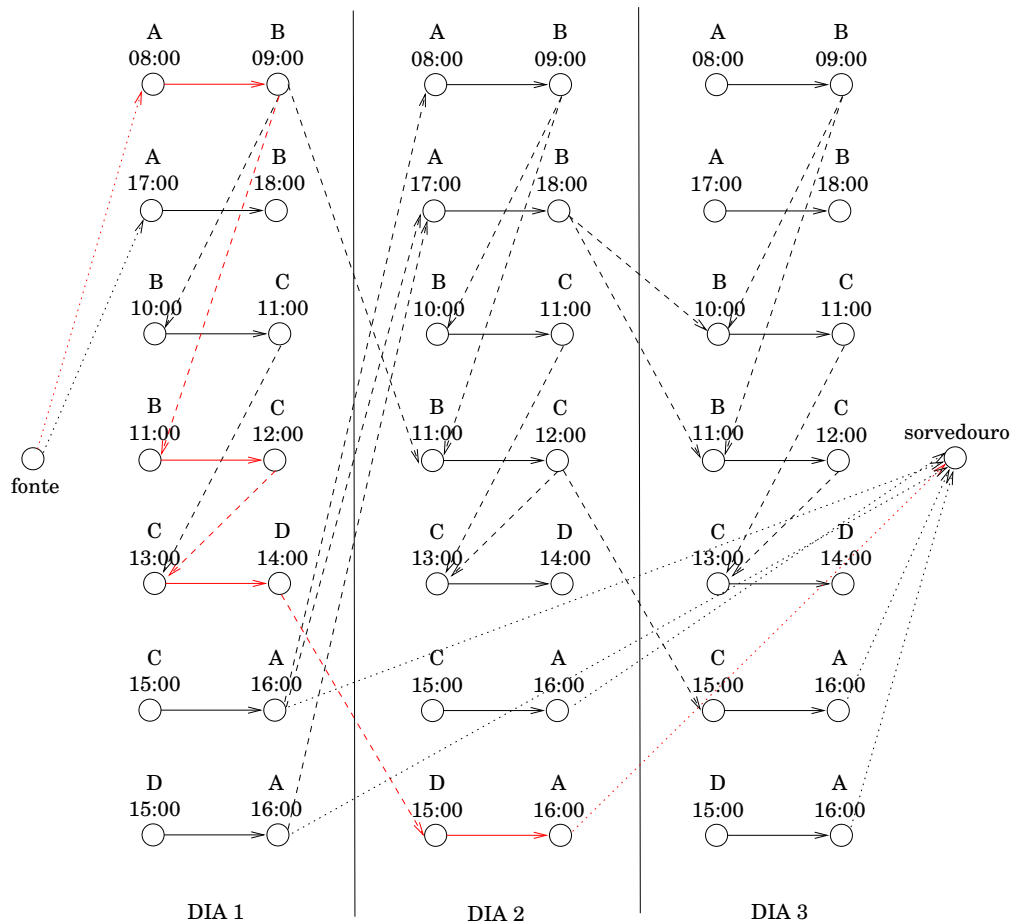 A B A B A B
08:00 09:00 08:00 09:00 08:00 09:00
A B A B A B
17:00 18:00 17:00 18:00 17:00 18:00
B C B C B C
10:00 11:00 10:00 11:00 10:00 11:00
B C B C B C
11:00 12:00 11:00 12:00 11:00 12:00
sorvedouro
fonte
C D C D C D
13:00 14:00 13:00 14:00 13:00 14:00
C A C A C A
15:00 16:00 15:00 16:00 15:00 16:00
D A D A D A
15:00 16:00 15:00 16:00 15:00 16:00
DIA 1 DIA 2 DIA 3